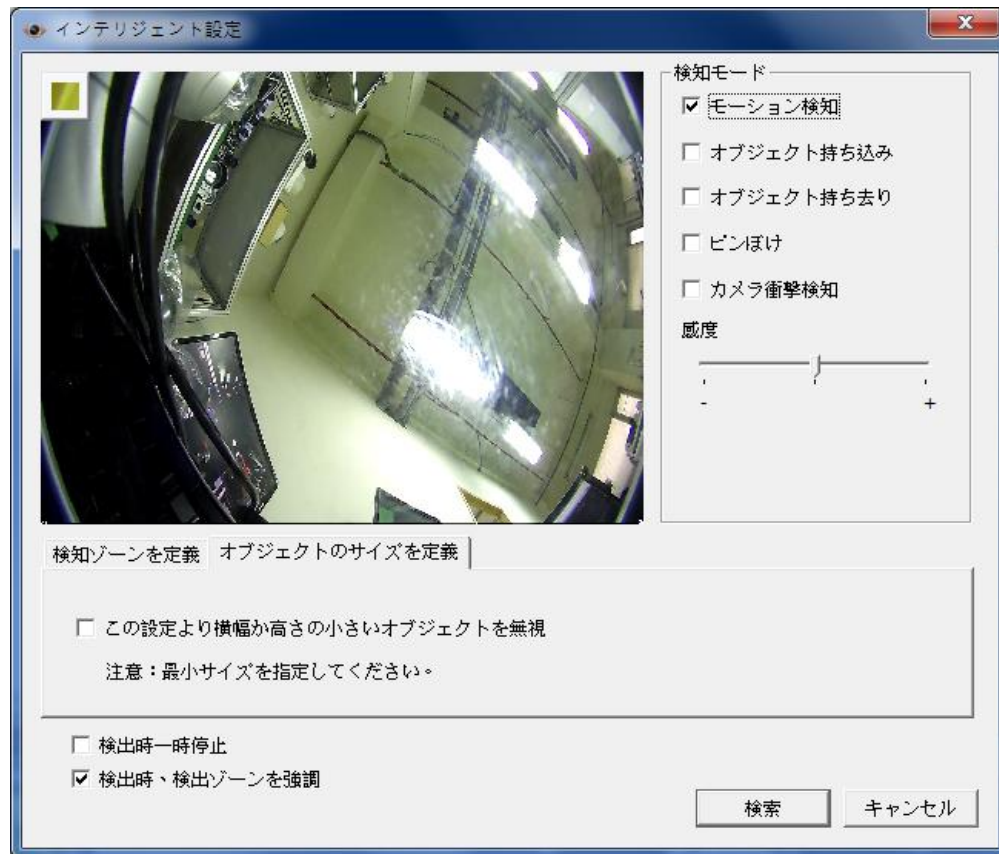 インテリジェント設定
検知モード
モーション検知
オブジェクト持ち込み
オブジェクト持ち去り
ピンぼけ
カメラ衝撃検知
感度
- +
検知ゾーンを定義 オブジェクトのサイズを定義
この設定より横幅か高さの小さいオブジェクトを無視
注意：最小サイズを指定してください。
検出時一時停止
検出時、検出ゾーンを強調
検索 キャンセル